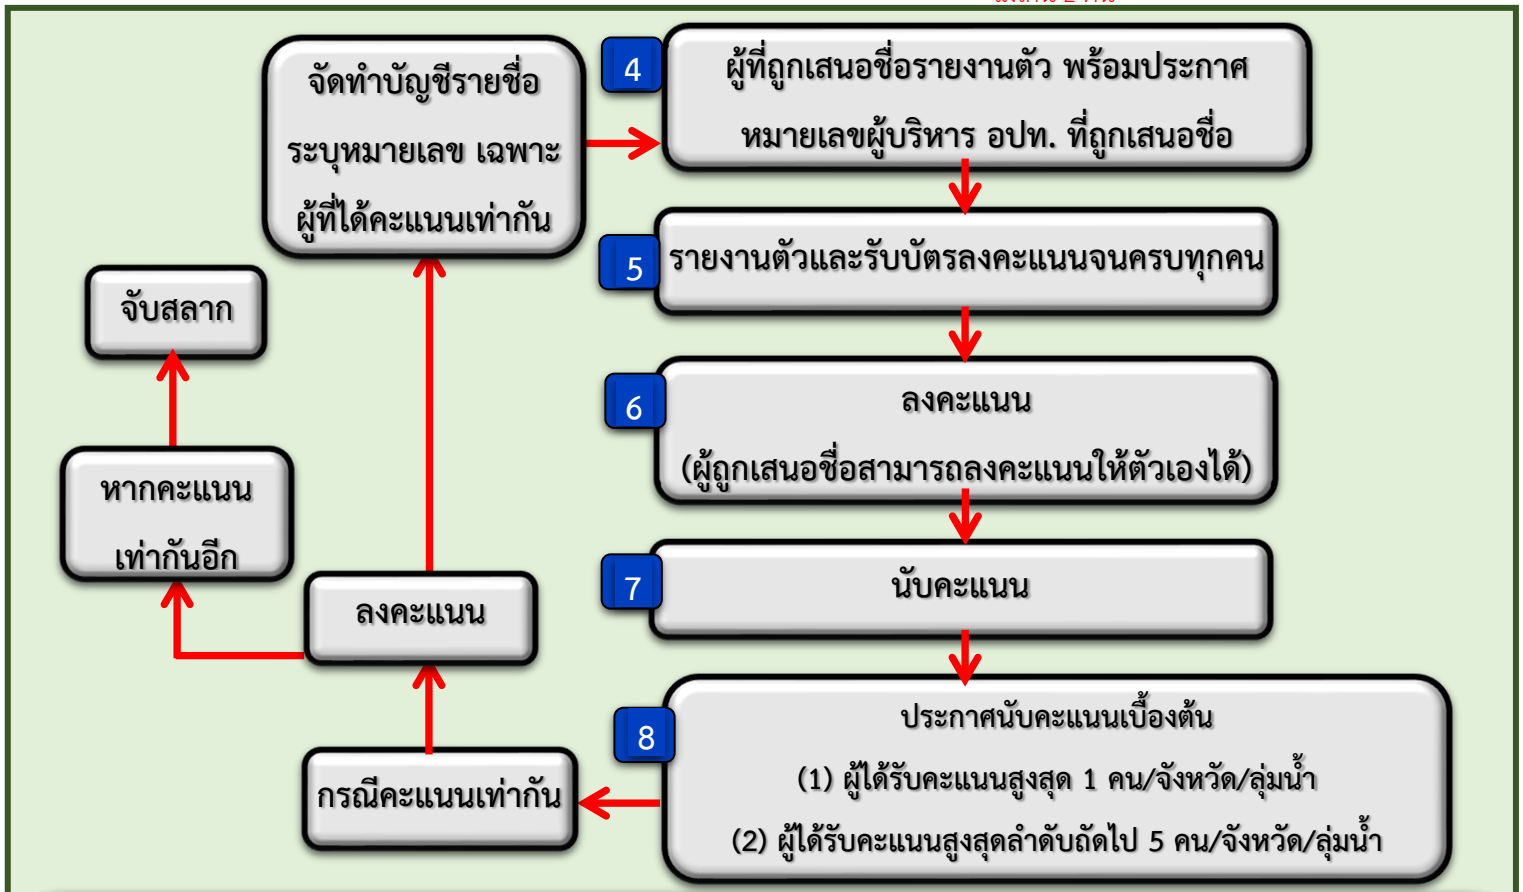 4
ผู้ที่ถูกเสนอชื่อรายงานตัว พร้อมประกาศ
หมายเลขผู้บริหาร อปท. ที่ถูกเสนอชื่อ
5
รายงานตัวและรับบัตรลงคะแนนจนครบทุกคน
6
ลงคะแนน
(ผู้ถูกเสนอชื่อสามารถลงคะแนนให้ตัวเองได้)
7
นับคะแนน
8
ประกาศนับคะแนนเบื้องต้น
(1) ผู้ได้รับคะแนนสูงสุด 1 คน/จังหวัด/ลุ่มน้ำ
(2) ผู้ได้รับคะแนนสูงสุดลำดับถัดไป 5 คน/จังหวัด/ลุ่มน้ำ
กรณีคะแนนเท่ากัน
ลงคะแนน
จัดทำบัญชีรายชื่อ
ระบุหมายเลข เฉพาะ
ผู้ที่ได้คะแนนเท่ากัน
หากคะแนน
เท่ากันอีก
จับสลาก